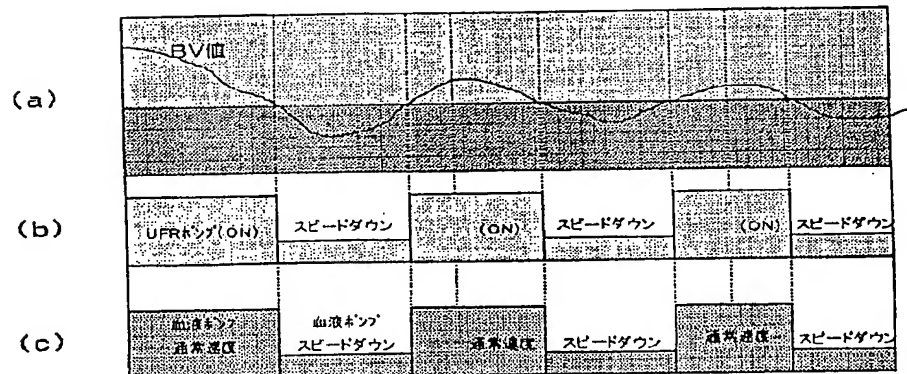 BV値
(a)
(b)
UFRポンプ(ON)
スピードダウン
(ON)
スピードダウン
(ON)
スピードダウン
(c)
血液ポンプ
通常速度
血液ポンプ
スピードダウン
通常速度
スピードダウン
通常速度
スピードダウン